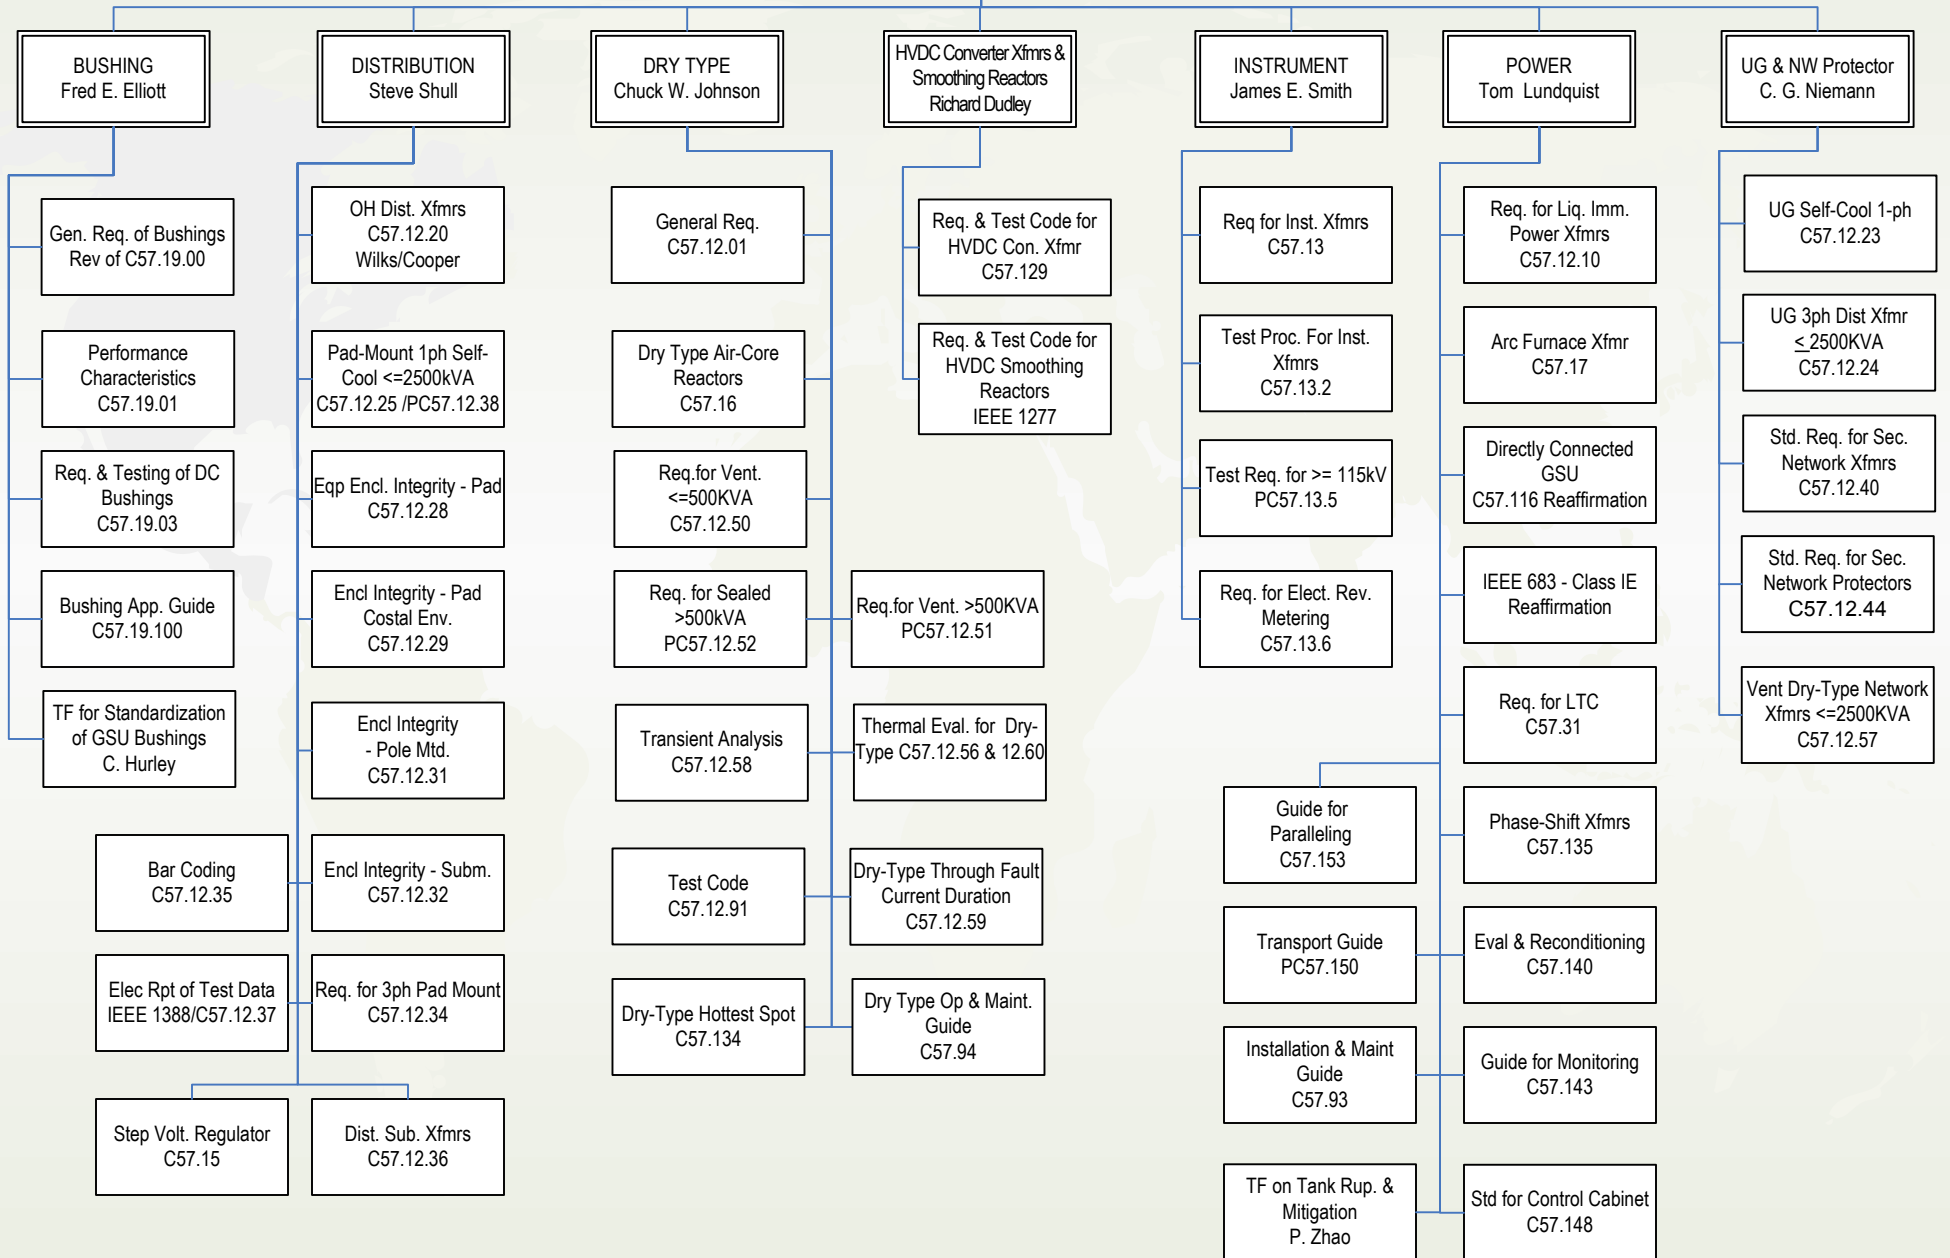 BUSHING
Fred E. Elliott
DISTRIBUTION
Steve Shull
DRY TYPE
Chuck W. Johnson
HVDC Converter Xfmrs &
Smoothing Reactors
Richard Dudley
INSTRUMENT
James E. Smith
POWER
Tom Lundquist
UG & NW Protector
C. G. Niemann
Gen. Req. of Bushings
Rev of C57.19.00
Performance
Characteristics
C57.19.01
Req. & Testing of DC
Bushings
C57.19.03
Bushing App. Guide
C57.19.100
TF for Standardization
of GSU Bushings
C. Hurley
OH Dist. Xfmrs
C57.12.20
Wilks/Cooper
Pad-Mount 1ph Self-
Cool <=2500kVA
C57.12.25 /PC57.12.38
Eqp Encl. Integrity - Pad
C57.12.28
Encl Integrity - Pad
Costal Env.
C57.12.29
Encl Integrity
- Pole Mtd.
C57.12.31
Bar Coding
C57.12.35
Encl Integrity - Subm.
C57.12.32
Elec Rpt of Test Data
IEEE 1388/C57.12.37
Req. for 3ph Pad Mount
C57.12.34
Step Volt. Regulator
C57.15
Dist. Sub. Xfmrs
C57.12.36
General Req.
C57.12.01
Dry Type Air-Core
Reactors
C57.16
Req.for Vent.
<=500KVA
C57.12.50
Req. for Sealed
>500kVA
PC57.12.52
Req.for Vent. >500KVA
PC57.12.51
Transient Analysis
C57.12.58
Thermal Eval. for Dry-
Type C57.12.56 & 12.60
Test Code
C57.12.91
Dry-Type Through Fault
Current Duration
C57.12.59
Dry-Type Hottest Spot
C57.134
Dry Type Op & Maint.
Guide
C57.94
Req. & Test Code for
HVDC Con. Xfmr
C57.129
Req. & Test Code for
HVDC Smoothing
Reactors
IEEE 1277
Req for Inst. Xfmrs
C57.13
Test Proc. For Inst.
Xfmrs
C57.13.2
Test Req. for >= 115kV
PC57.13.5
Req. for Elect. Rev.
Metering
C57.13.6
Req. for Liq. Imm.
Power Xfmrs
C57.12.10
Arc Furnace Xfmr
C57.17
Directly Connected
GSU
C57.116 Reaffirmation
IEEE 683 - Class IE
Reaffirmation
Req. for LTC
C57.31
Guide for
Paralleling
C57.153
Phase-Shift Xfmrs
C57.135
Transport Guide
PC57.150
Eval & Reconditioning
C57.140
Installation & Maint
Guide
C57.93
Guide for Monitoring
C57.143
TF on Tank Rup. &
Mitigation
P. Zhao
Std for Control Cabinet
C57.148
UG Self-Cool 1-ph
C57.12.23
UG 3ph Dist Xfmr
< 2500KVA
C57.12.24
Std. Req. for Sec.
Network Xfmrs
C57.12.40
Std. Req. for Sec.
Network Protectors
C57.12.44
Vent Dry-Type Network
Xfmrs <=2500KVA
C57.12.57